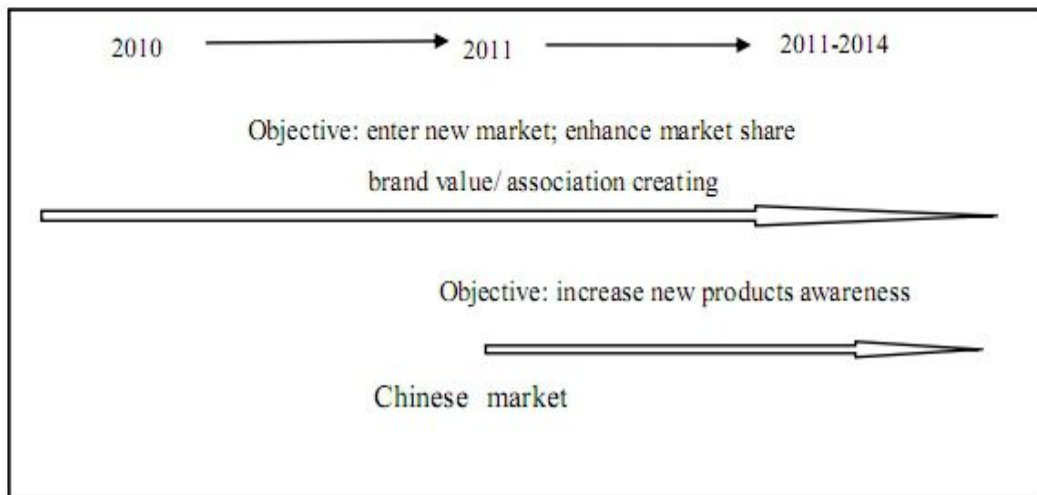 2010 2011 2011-2014
Objective: enter new market; enhance market share
brand value/ association creating
Objective: increase new products awareness
Chinese market